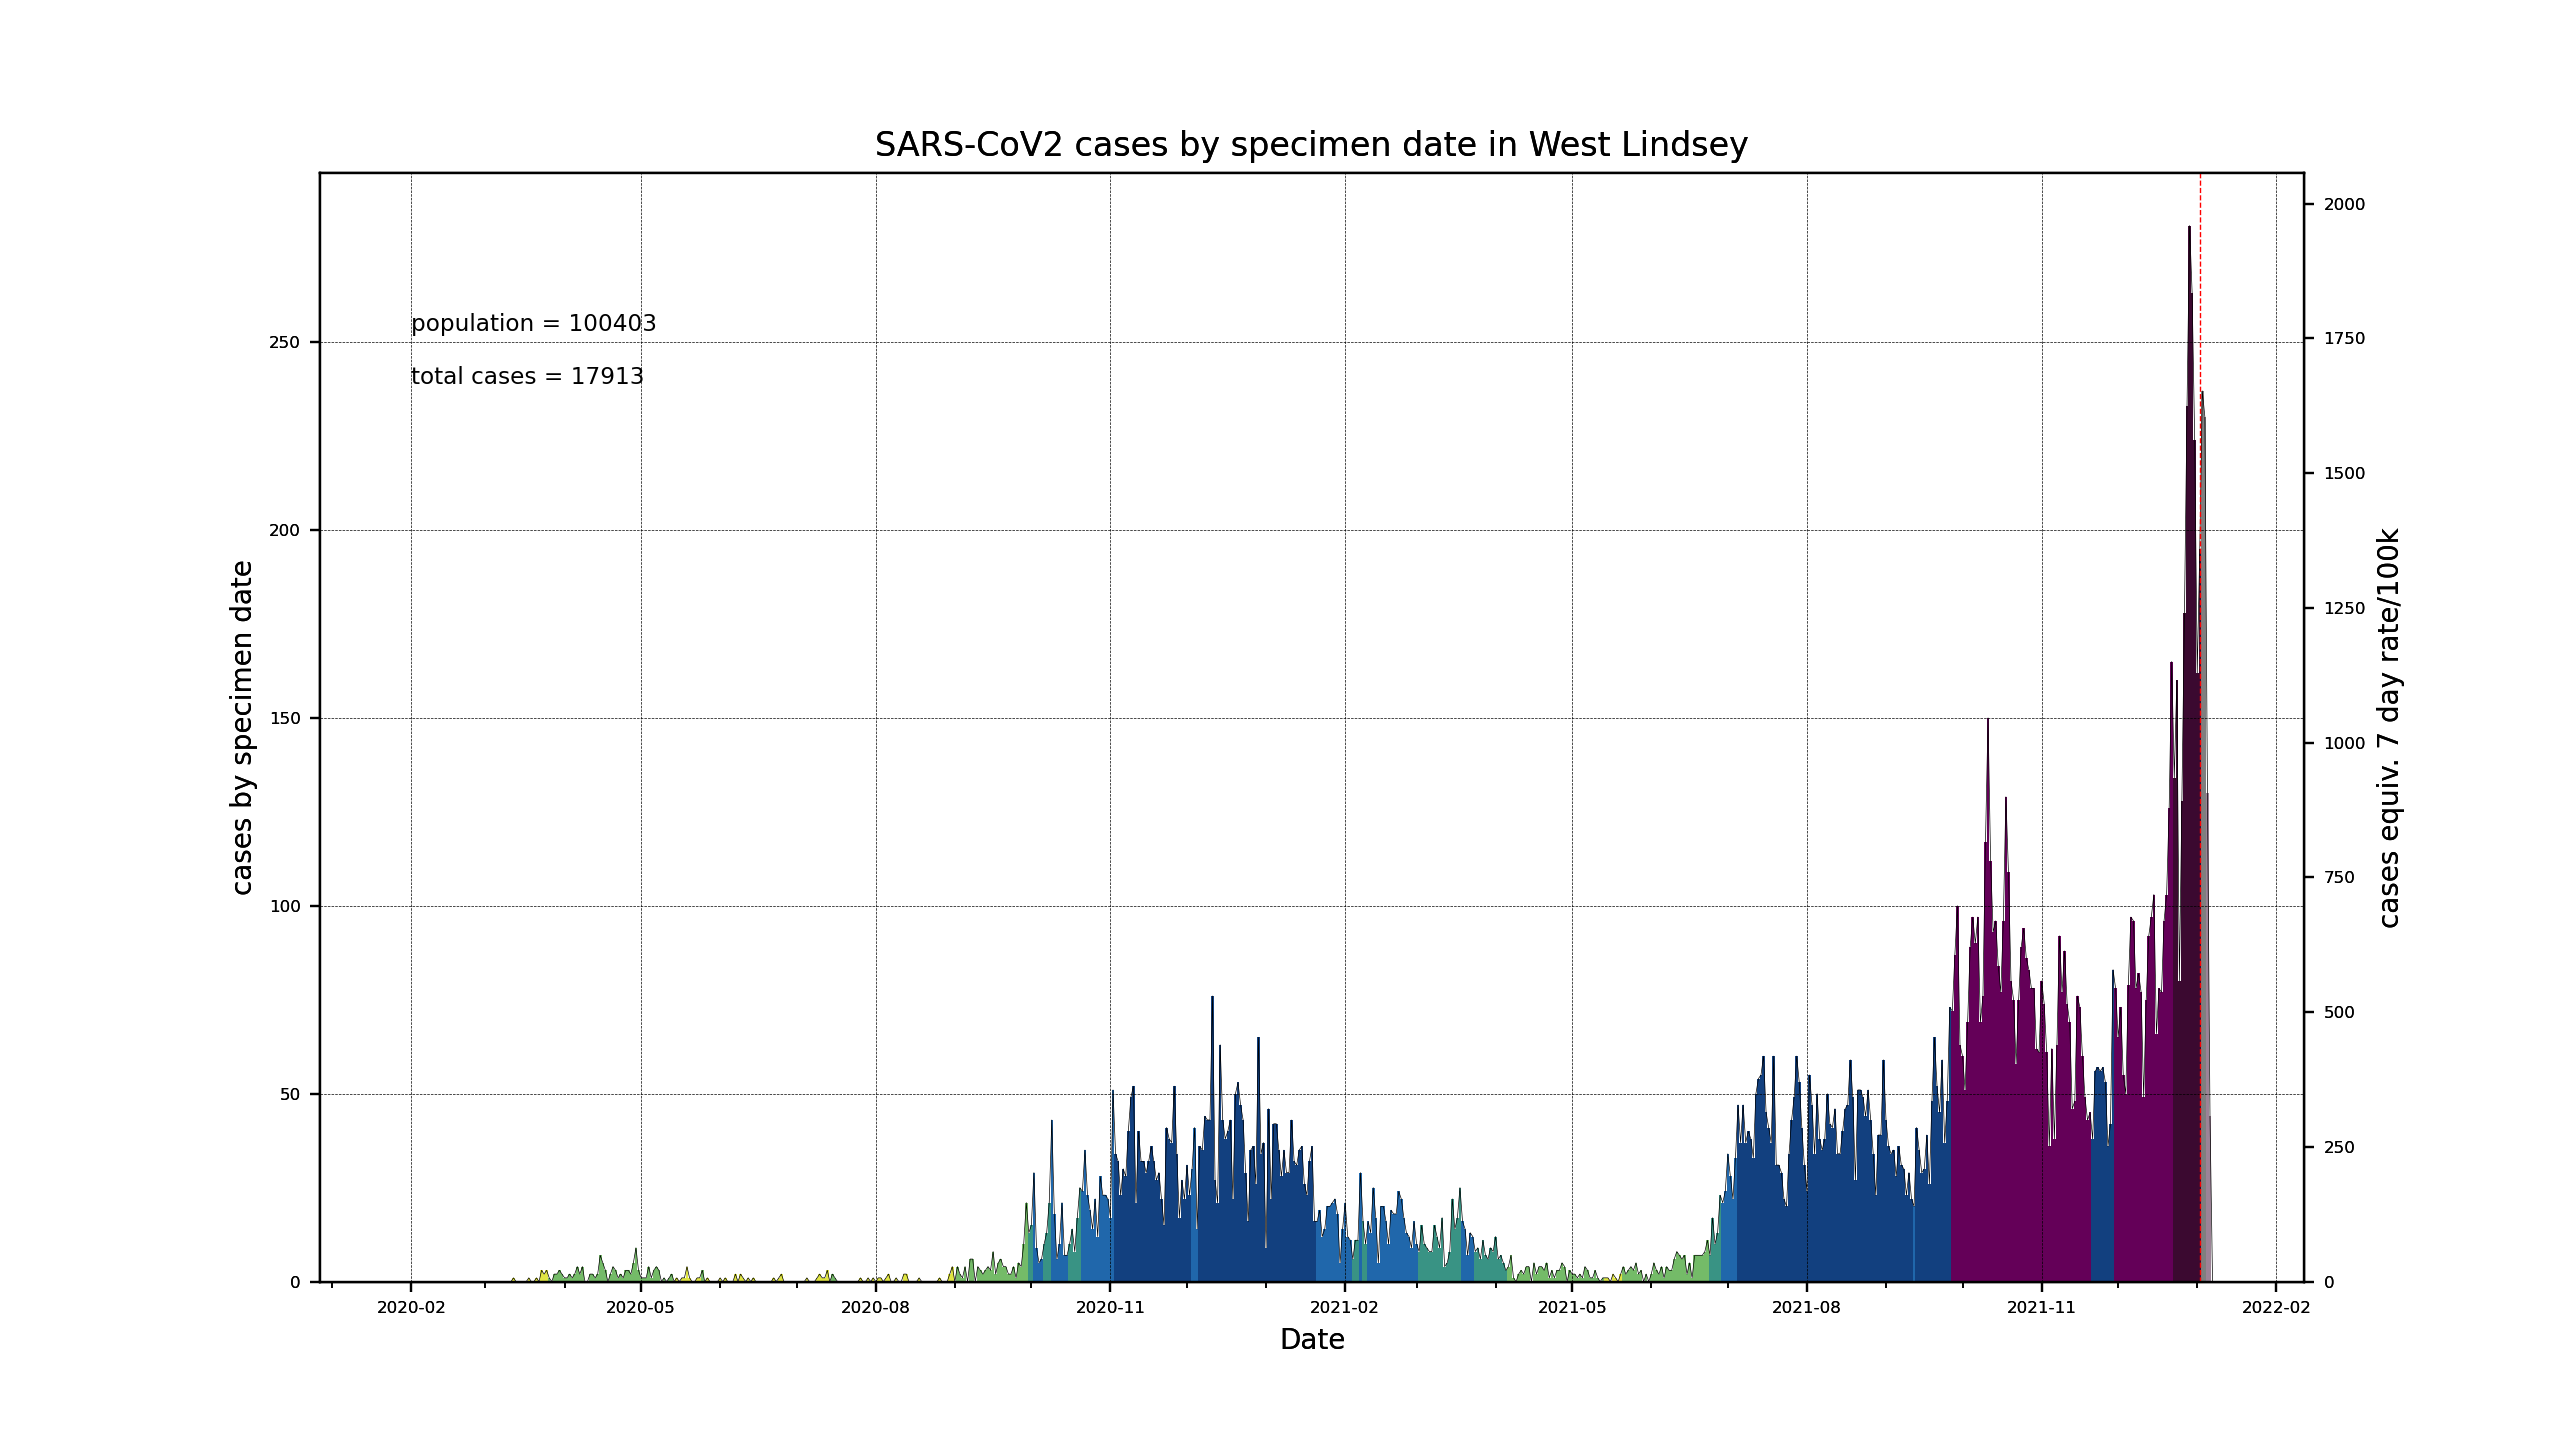 SARS-CoV2 cases by specimen date in West Lindsey
population = 100403
total cases = 17913
cases by specimen date
250
200
150
100
50
0
2000
1750
1500
1250
1000
750
500
250
0
cases equiv. 7 day rate/100k
2020-02 2020-05 2020-08 2020-11 2021-02 2021-05 2021-08 2021-11 2022-02
Date